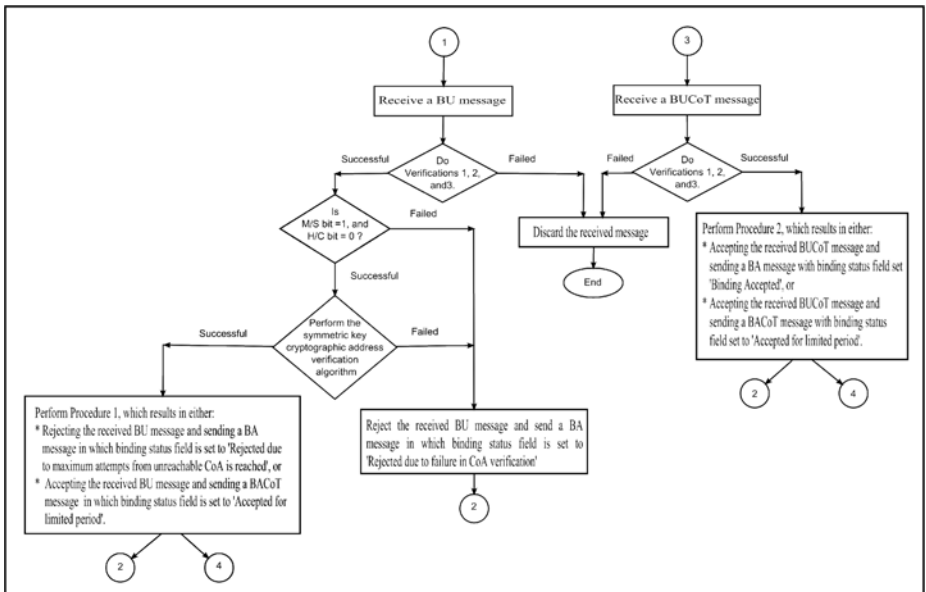 1
3
Receive a BU message
Receive a BUCoT message
Successful
Do
Verifications 1, 2,
and3.
Failed
Failed
Do
Verifications 1, 2,
and3.
Successful
Is
M/S bit =1, and
H/C bit = 0 ?
Failed
Discard the received message
End
Perform Procedure 2, which results in either:
* Accepting the received BUCoT message and
sending a BA message with binding status field set
'Binding Accepted', or
* Accepting the received BUCoT message and
sending a BACoT message with binding status
field set to 'Accepted for limited period'.
2
4
Successful
Successful
Perform the
symmetric key
cryptographic address
verification
algorithm
Failed
Perform Procedure 1, which results in either:
* Rejecting the received BU message and sending a BA
message in which binding status field is set to 'Rejected due
to maximum attempts from unreachable CoA is reached', or
* Accepting the received BU message and sending a BACoT
message in which binding status field is set to 'Accepted for
limited period'.
2
4
Reject the received BU message and send a BA
message in which binding status field is set to
'Rejected due to failure in CoA verification'
2